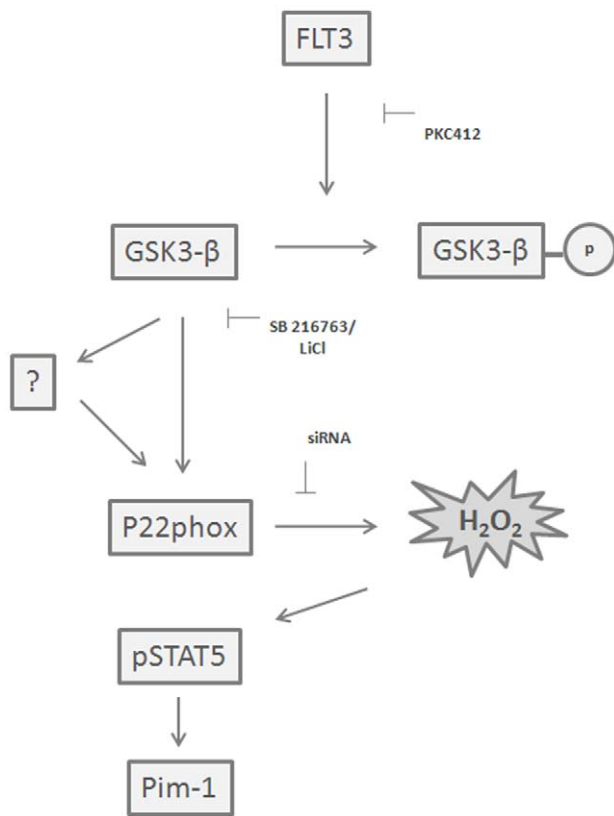 FLT3
PKC412
GSK3-β
GSK3-β
p
SB 216763/
LiCl
?
siRNA
P22phox
H₂O₂
pSTAT5
Pim-1